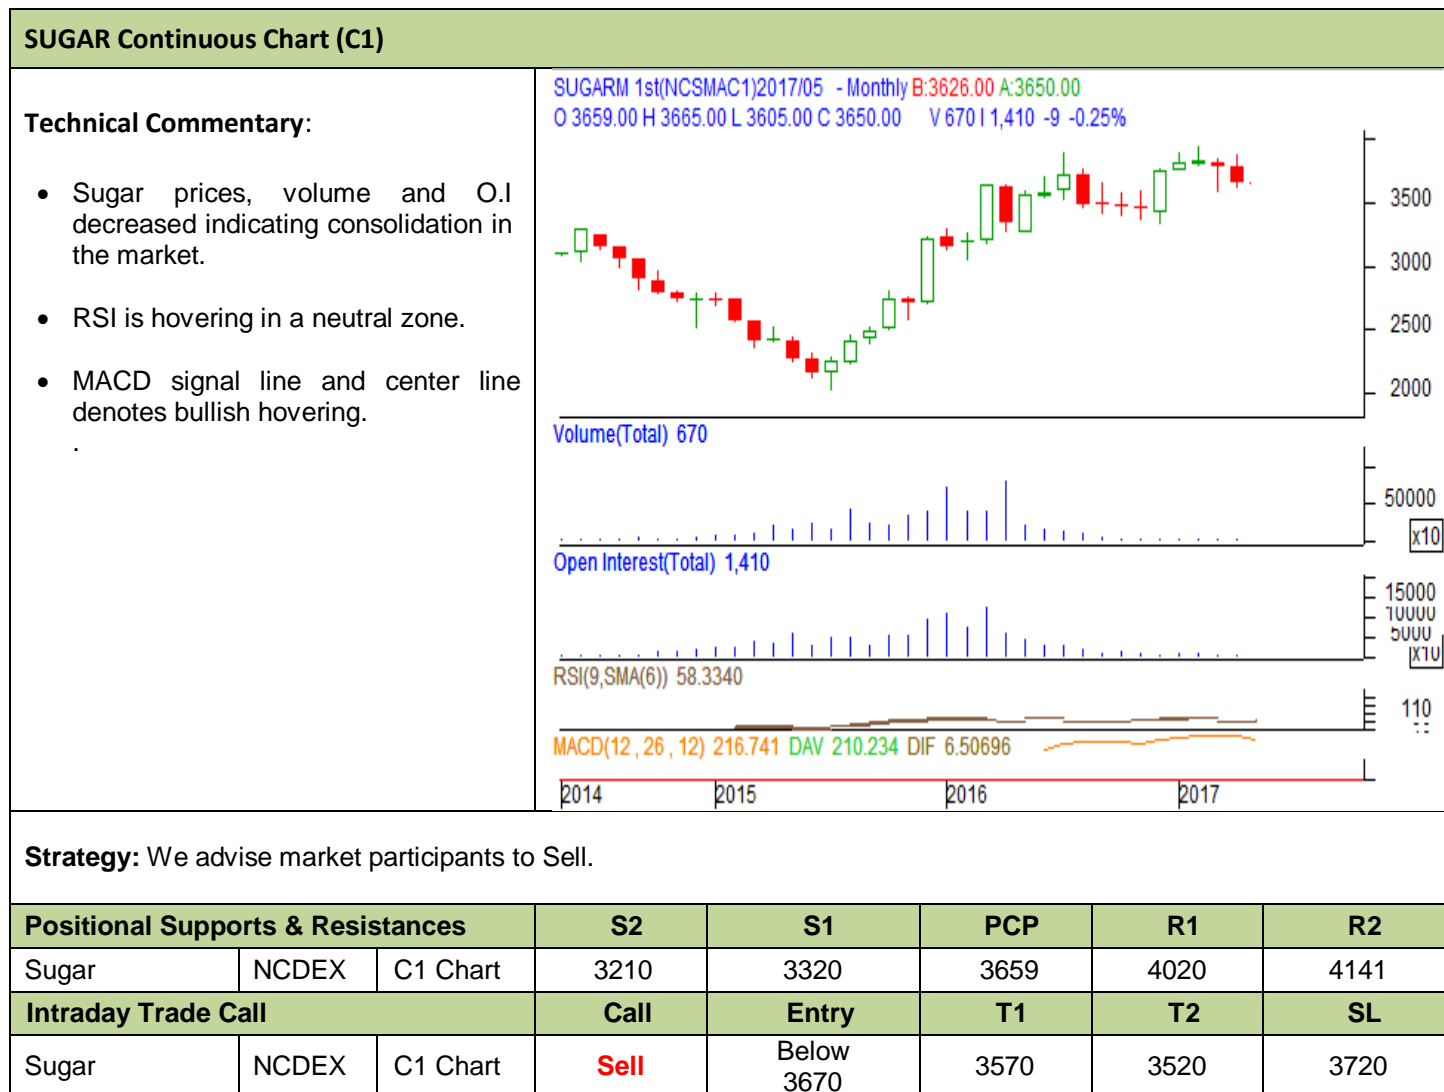 SUGAR Continuous Chart (C1)
Technical Commentary:
• Sugar prices, volume and O.I
decreased indicating consolidation in
the market.
• RSI is hovering in a neutral zone.
• MACD signal line and center line
denotes bullish hovering.
.
SUGARM 1st(NCSMAC1)2017/05 - Monthly B:3626.00 A:3650.00
O 3659.00 H 3665.00 L 3605.00 C 3650.00 V 670 I 1,410 -9 -0.25%
3500
3000
2500
2000
Volume(Total) 670
50000
x10
Open Interest(Total) 1,410
15000
10000
5000
x10
RSI(9,SMA(6)) 58.3340
110
MACD(12 , 26 , 12) 216.741 DAV 210.234 DIF 6.50696
2014 2015 2016 2017
Strategy: We advise market participants to Sell.
Positional Supports & Resistances S2 S1 PCP R1 R2
Sugar NCDEX C1 Chart 3210 3320 3659 4020 4141
Intraday Trade Call Call Entry T1 T2 SL
Sugar NCDEX C1 Chart Sell Below 3570 3520 3720
3670